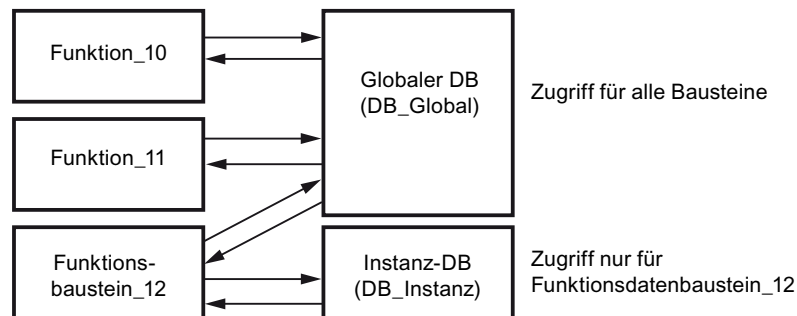 Funktion_10
Globaler DB
(DB_Global)
Zugriff für alle Bausteine
Funktion_11
Funktions-
baustein_12
Instanz-DB
(DB_Instanz)
Zugriff nur für
Funktionsdatenbaustein_12